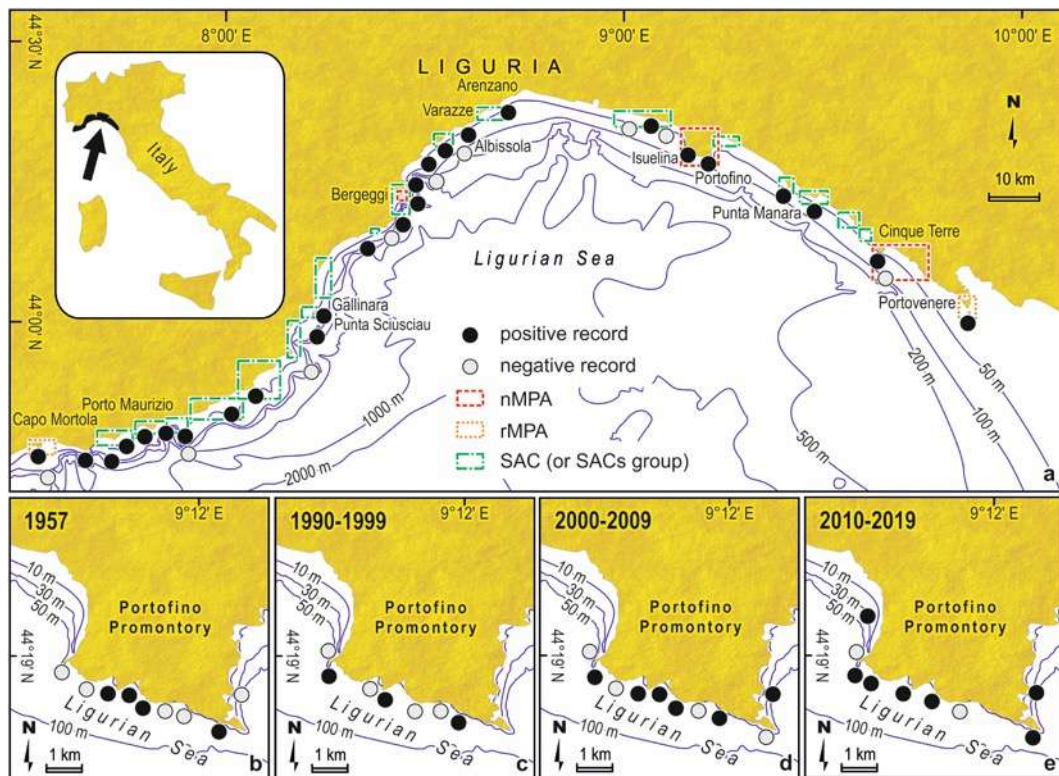 8°00'
9°00'
10°00' E
44°30' N
LIGURIA
Arenzano
Varazze
Albissola
Isuelina
Portofino
N
10 km
Italy
Bergeggi
Punta Manara
Cinque Terre
Ligurian Sea
Portovenere
44°00' N
Gallinara
Punta Sciusciau
positive record
negative record
nMPA
rMPA
SAC (or SACs group)
Capo Mortola
Porto Maurizio
1000 m
2000 m
500 m
200 m
100 m
50 m
a
1957
9°12' E
10 m
30 m
50 m
Portofino
Promontory
44°19' N
Ligurian Sea
100 m
N
1 km
b
1990-1999
9°12' E
10 m
30 m
50 m
Portofino
Promontory
44°19' N
Ligurian Sea
100 m
N
1 km
c
2000-2009
9°12' E
10 m
30 m
50 m
Portofino
Promontory
44°19' N
Ligurian Sea
100 m
N
1 km
d
2010-2019
9°12' E
10 m
30 m
50 m
Portofino
Promontory
44°19' N
Ligurian Sea
100 m
N
1 km
e